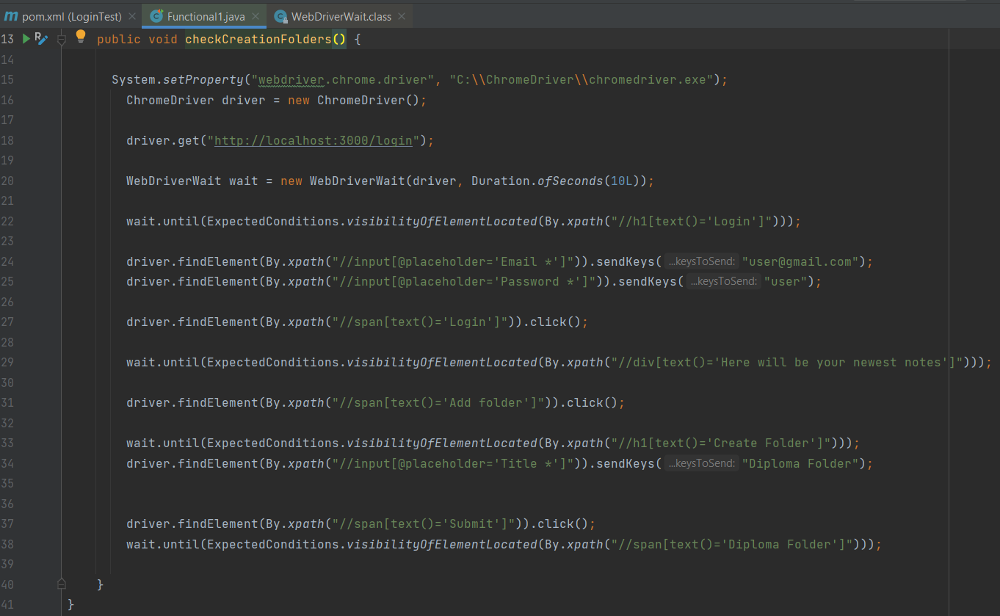 m pom.xml (LoginTest) × C Functional1.java × C WebDriverWait.class ×
13 R public void checkCreationFolders() {
14
15 System.setProperty("webdriver.chrome.driver", "C:\\ChromeDriver\\chromedriver.exe");
16 ChromeDriver driver = new ChromeDriver();
17
18 driver.get("http://localhost:3000/login");
19
20 WebDriverWait wait = new WebDriverWait(driver, Duration.ofSeconds(10L));
21
22 wait.until(ExpectedConditions.visibilityOfElementLocated(By.xpath("//h1[text()='Login']")));
23
24 driver.findElement(By.xpath("//input[@placeholder='Email *']")).sendKeys( ...keysToSend: "user@gmail.com");
25 driver.findElement(By.xpath("//input[@placeholder='Password *']")).sendKeys( ...keysToSend: "user");
26
27 driver.findElement(By.xpath("//span[text()='Login']")).click();
28
29 wait.until(ExpectedConditions.visibilityOfElementLocated(By.xpath("//div[text()='Here will be your newest notes']")));
30
31 driver.findElement(By.xpath("//span[text()='Add folder']")).click();
32
33 wait.until(ExpectedConditions.visibilityOfElementLocated(By.xpath("//h1[text()='Create Folder']")));
34 driver.findElement(By.xpath("//input[@placeholder='Title *']")).sendKeys( ...keysToSend: "Diploma Folder");
35
36
37 driver.findElement(By.xpath("//span[text()='Submit']")).click();
38 wait.until(ExpectedConditions.visibilityOfElementLocated(By.xpath("//span[text()='Diploma Folder']")));
39
40 }
41 }